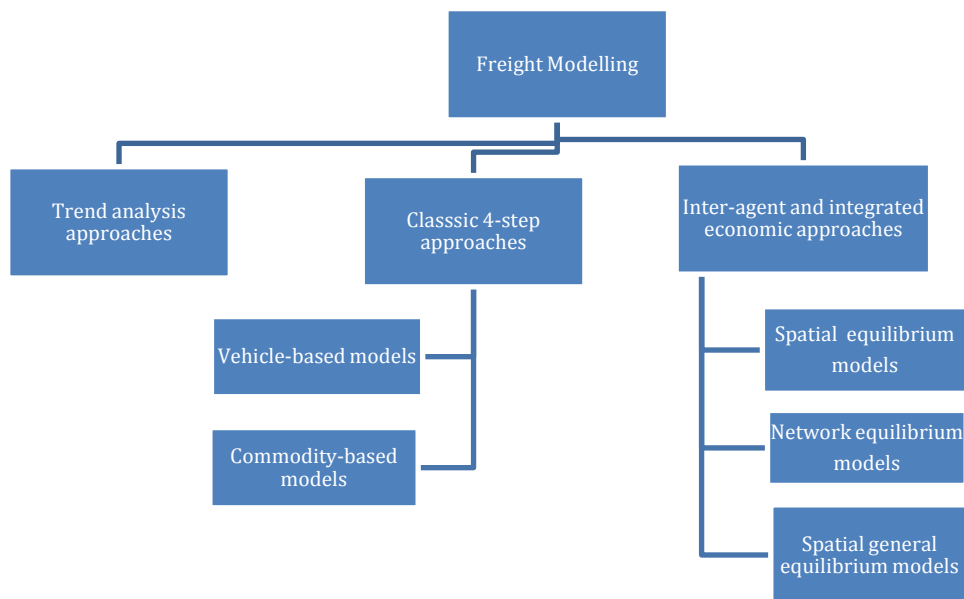 Freight Modelling
Trend analysis
approaches
Classsic 4-step
approaches
Inter-agent and integrated
economic approaches
Vehicle-based models
Commodity-based
models
Spatial equilibrium
models
Network equilibrium
models
Spatial general
equilibrium models